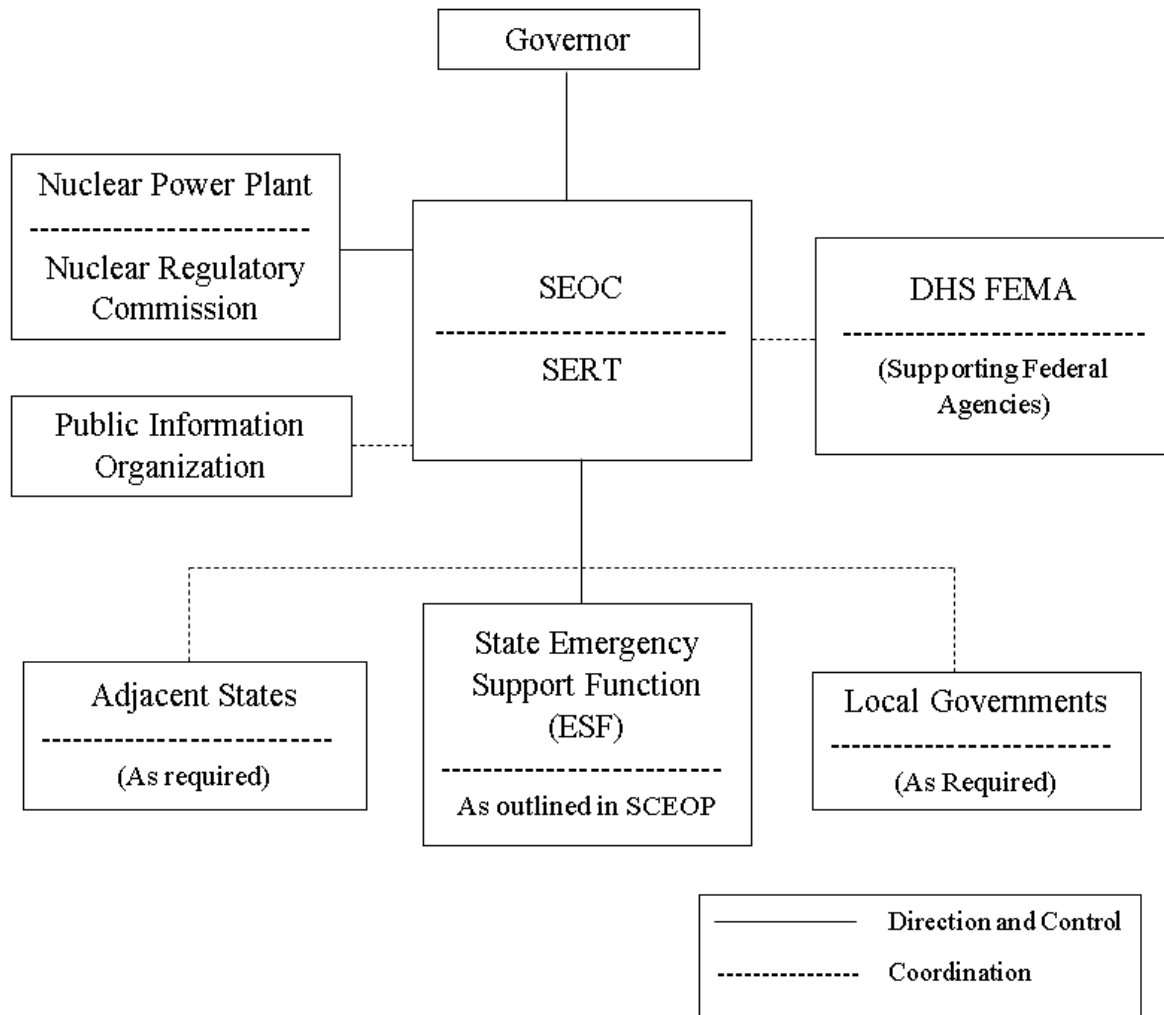 Governor
Nuclear Power Plant
Nuclear Regulatory
Commission
SEOC
SERT
DHS FEMA
(Supporting Federal
Agencies)
Public Information
Organization
Adjacent States
(As required)
State Emergency
Support Function
(ESF)
As outlined in SCEOP
Local Governments
(As Required)
Direction and Control
Coordination